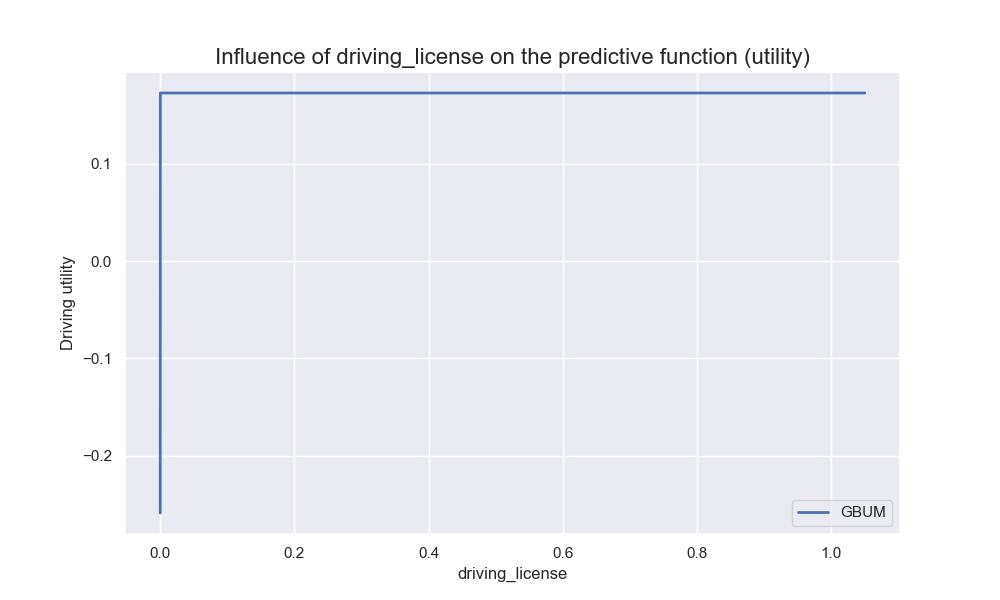 Influence of driving_license on the predictive function (utility)
0.1
0.0
−0.1
−0.2
Driving utility
GBUM
0.0 0.2 0.4 0.6 0.8 1.0
driving_license